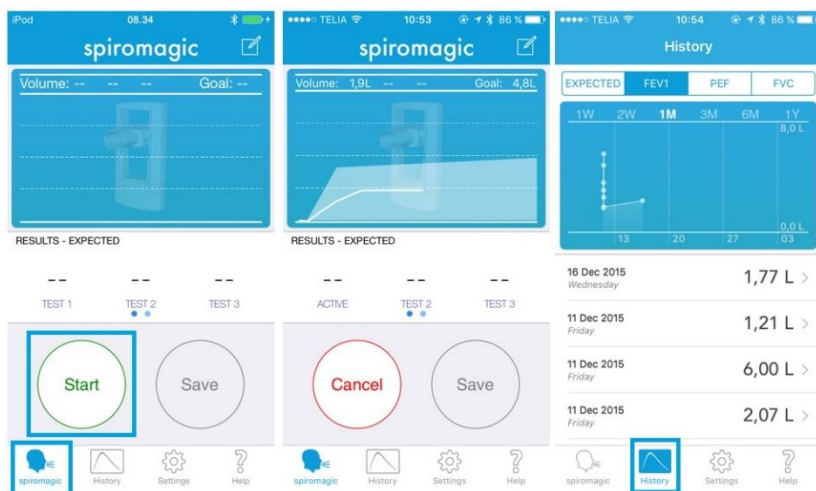 iPod 08.34
spiromagic
Volume: -- -- -- Goal: --
RESULTS - EXPECTED
-- -- --
TEST 1 TEST 2 TEST 3
Start Save
spiromagic History Settings Help
TELIA 10:53 86 %
spiromagic
Volume: 1,9L -- -- Goal: 4,8L
RESULTS - EXPECTED
-- -- --
ACTIVE TEST 2 TEST 3
Cancel Save
spiromagic History Settings Help
TELIA 10:54 86 %
History
EXPECTED FEV1 PEF FVC
1W 2W 1M 3M 6M 1Y
8,0 L
0,0 L
13 20 27 03
16 Dec 2015
Wednesday
1,77 L >
11 Dec 2015
Friday
1,21 L >
11 Dec 2015
Friday
6,00 L >
11 Dec 2015
Friday
2,07 L >
spiromagic History Settings Help